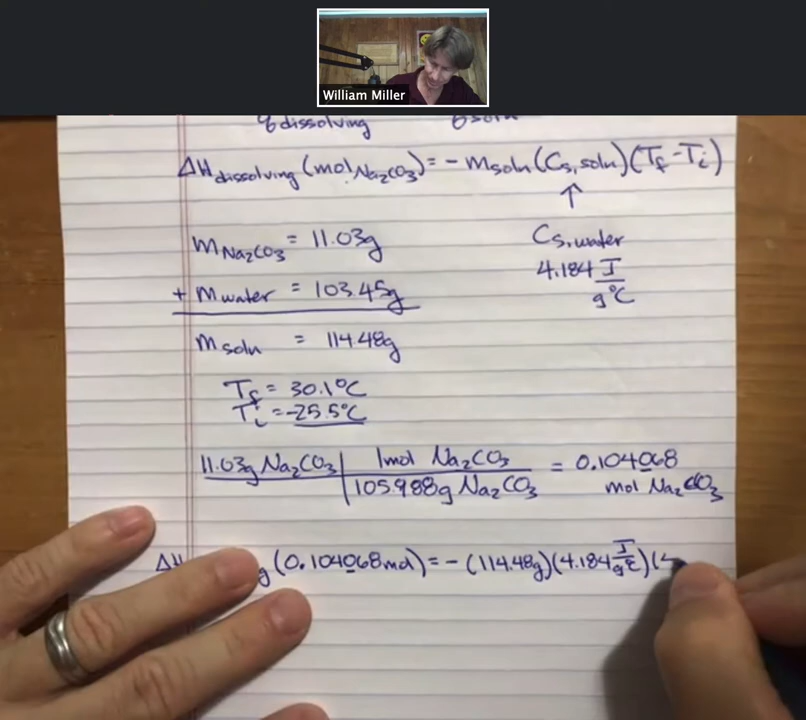 William Miller
q dissolving
ΔH dissolving (mol Na2CO3) = - m soln (Cs, soln) (Tf - Ti)
↑
m Na2CO3 = 11.03g
Cs, water
4.184 J/g°C
+ m water = 103.45g
m soln = 114.48g
Tf = 30.1°C
Ti = -25.5°C
11.03g Na2CO3 | 1mol Na2CO3 = 0.104068
105.988g Na2CO3 mol Na2CO3
ΔH g (0.104068mol) = - (114.48g)(4.184 J/g°C)(